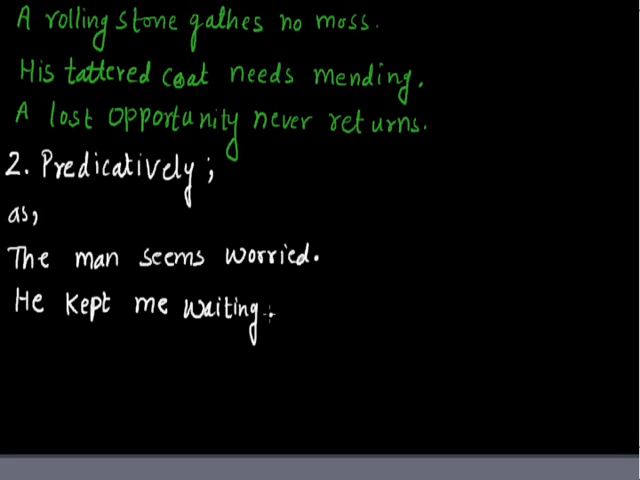 A rolling stone gathes no moss.
His tattered coat needs mending.
A lost opportunity never returns.
2. Predicatively;
as,
The man seems worried.
He kept me waiting.